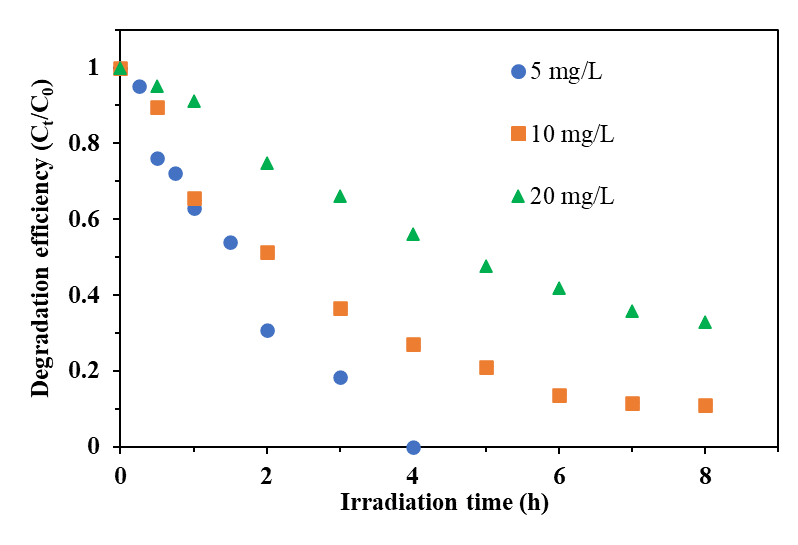 1
0.8
0.6
0.4
0.2
0
Degradation efficiency (Cₜ/C₀)
5 mg/L
10 mg/L
20 mg/L
0 2 4 6 8
Irradiation time (h)